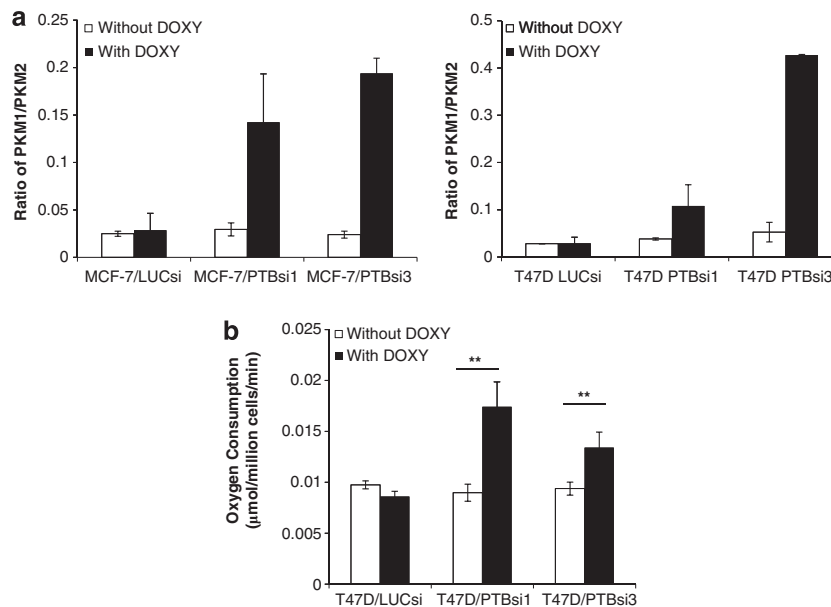 a
Without DOXY
With DOXY
Ratio of PKM1/PKM2
0.25
0.2
0.15
0.1
0.05
0
MCF-7/LUCsi MCF-7/PTBsi1 MCF-7/PTBsi3
Without DOXY
With DOXY
Ratio of PKM1/PKM2
0.5
0.4
0.3
0.2
0.1
0
T47D LUCsi T47D PTBsi1 T47D PTBsi3
b
Without DOXY
With DOXY
Oxygen Consumption
(μmol/million cells/min)
0.025
0.02
0.015
0.01
0.005
0
**
**
T47D/LUCsi T47D/PTBsi1 T47D/PTBsi3